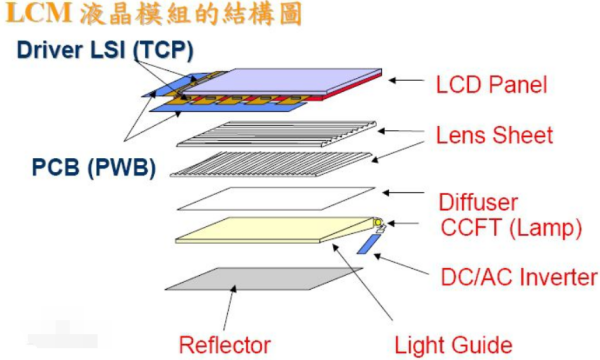 LCM 液晶模組的結構圖
Driver LSI (TCP)
LCD Panel
Lens Sheet
PCB (PWB)
Diffuser
CCFT (Lamp)
DC/AC Inverter
Reflector
Light Guide